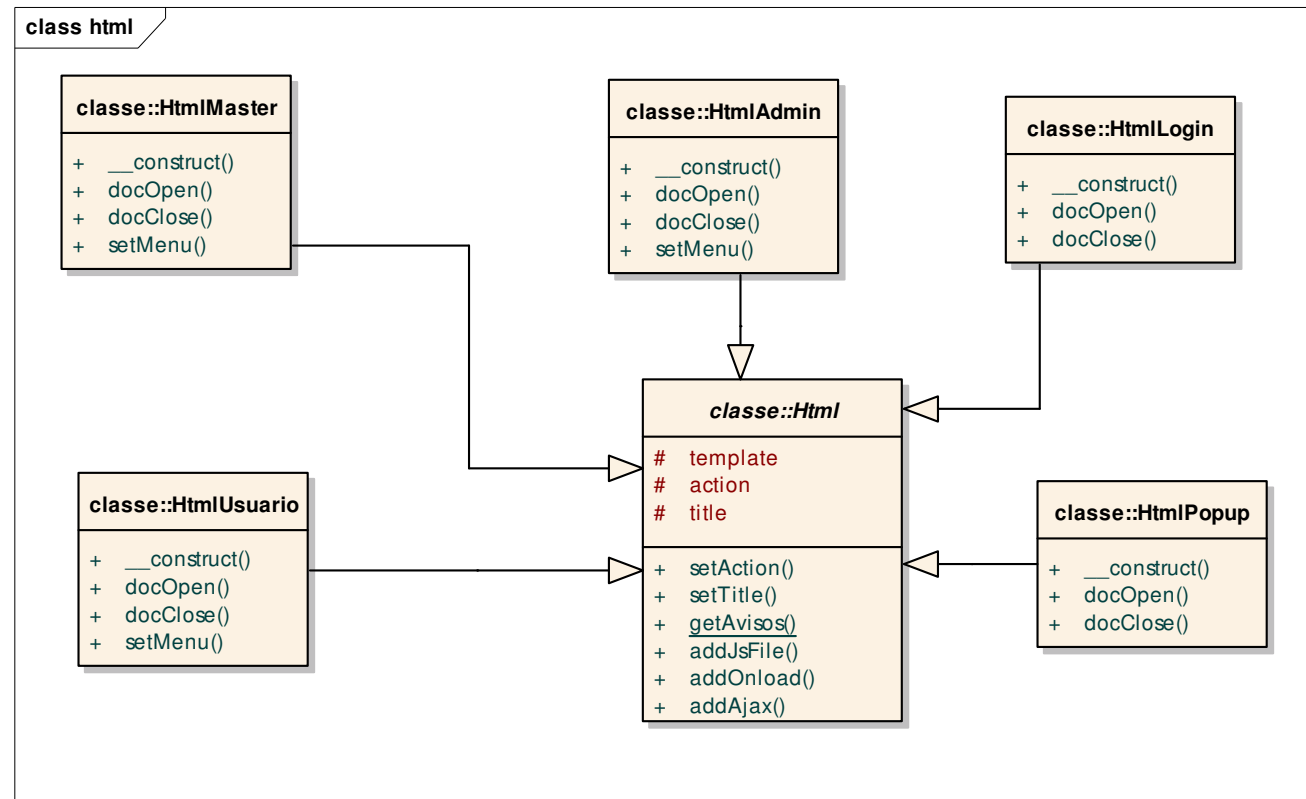 class html
classe::HtmlMaster
+ __construct()
+ docOpen()
+ docClose()
+ setMenu()
classe::HtmlAdmin
+ __construct()
+ docOpen()
+ docClose()
+ setMenu()
classe::HtmlLogin
+ __construct()
+ docOpen()
+ docClose()
classe::Html
# template
# action
# title
+ setAction()
+ setTitle()
+ getAvisos()
+ addJsFile()
+ addOnload()
+ addAjax()
classe::HtmlUsuario
+ __construct()
+ docOpen()
+ docClose()
+ setMenu()
classe::HtmlPopup
+ __construct()
+ docOpen()
+ docClose()